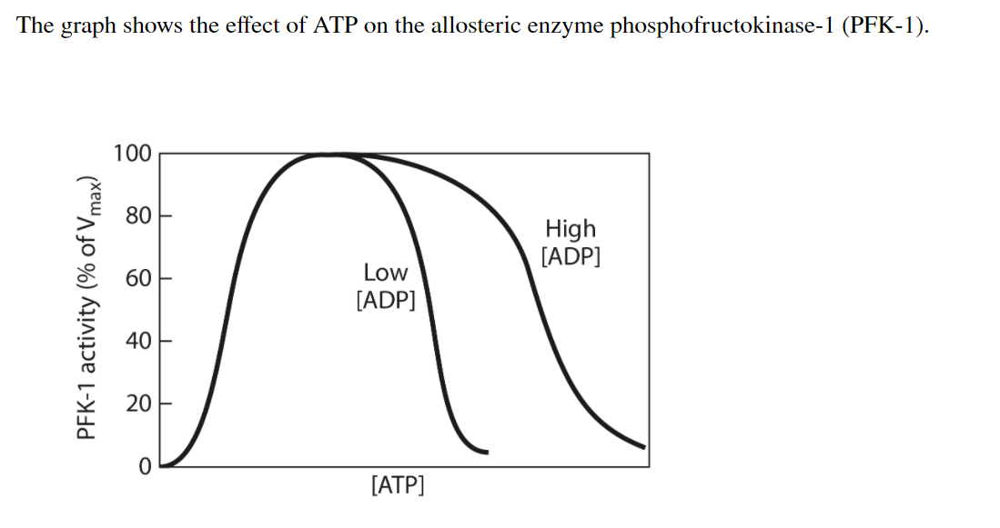 The graph shows the effect of ATP on the allosteric enzyme phosphofructokinase-1 (PFK-1).
PFK-1 activity (% of Vmax)
100
80
60
40
20
0
Low
[ADP]
High
[ADP]
[ATP]